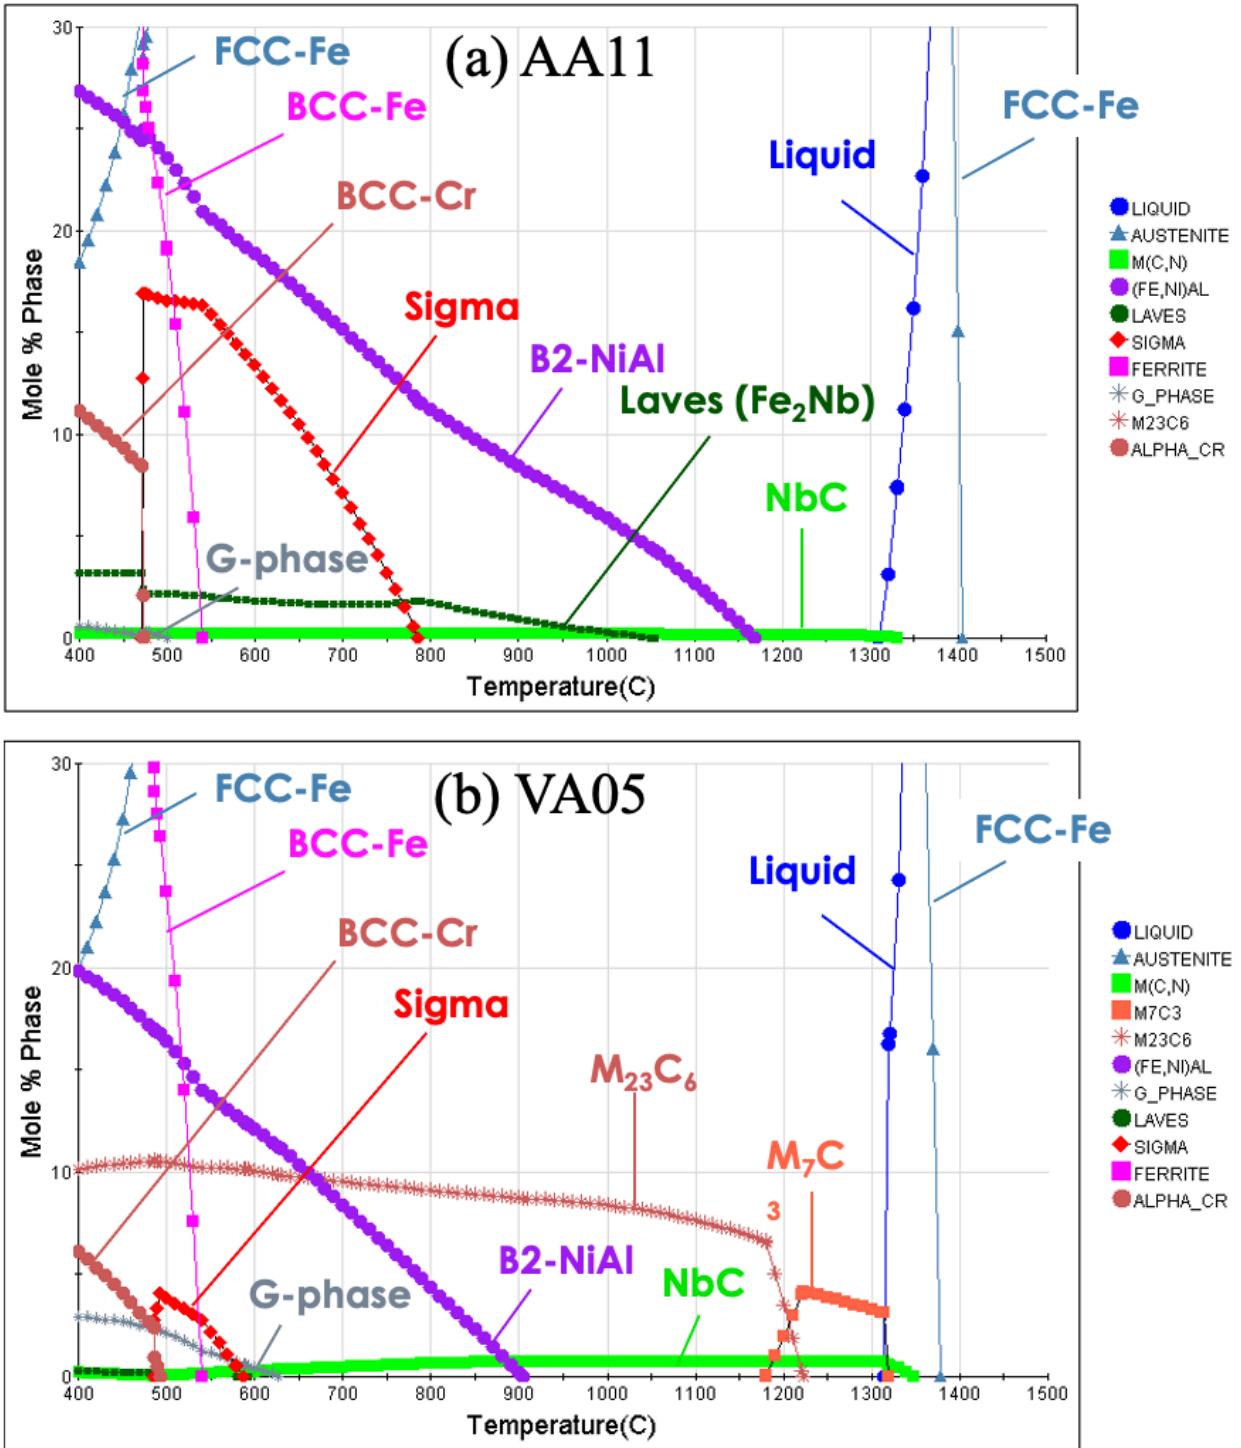 (a) AA11
30
20
10
0
Mole % Phase
FCC-Fe
BCC-Fe
BCC-Cr
Sigma
B2-NiAl
Laves (Fe₂Nb)
G-phase
NbC
Liquid
FCC-Fe
400 500 600 700 800 900 1000 1100 1200 1300 1400 1500
Temperature(C)
LIQUID
AUSTENITE
M(C,N)
(FE,NI)AL
LAVES
SIGMA
FERRITE
G_PHASE
M23C6
ALPHA_CR
(b) VA05
30
20
10
0
Mole % Phase
FCC-Fe
BCC-Fe
BCC-Cr
Sigma
M₂₃C₆
M₇C
3
B2-NiAl
G-phase
NbC
Liquid
FCC-Fe
400 500 600 700 800 900 1000 1100 1200 1300 1400 1500
Temperature(C)
LIQUID
AUSTENITE
M(C,N)
M7C3
M23C6
(FE,NI)AL
G_PHASE
LAVES
SIGMA
FERRITE
ALPHA_CR